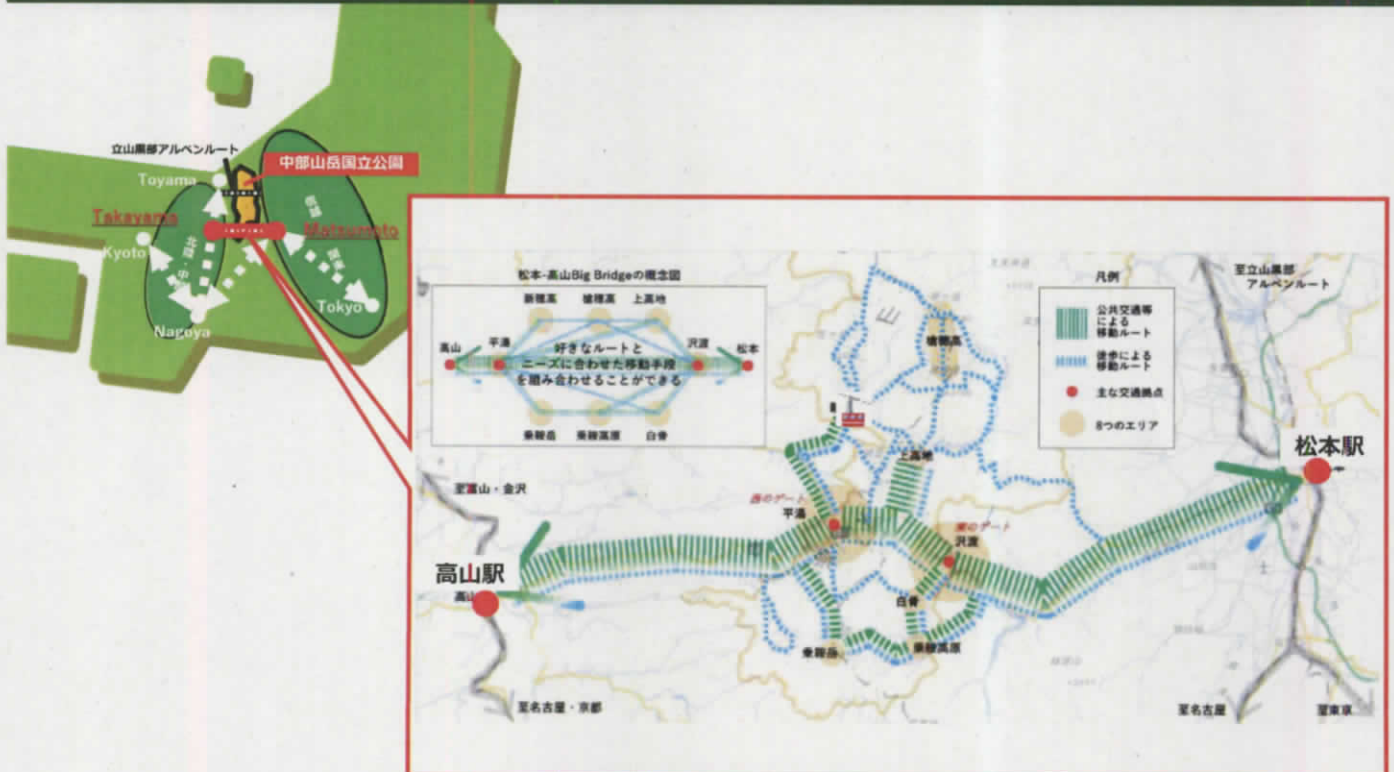 立山黒部アルペンルート
中部山岳国立公園
Toyama
Takayama
Matsumoto
Kyoto
Tokyo
Nagoya
松本-高山Big Bridgeの概念図
新穂高
槍穂高
上高地
高山
平湯
沢渡
松本
好きなルートと
ニーズに合わせた移動手段
を組み合わせることができる
乗鞍岳
乗鞍高原
白骨
凡例
公共交通等
による
移動ルート
徒歩による
移動ルート
主な交通拠点
8つのエリア
至立山黒部
アルペンルート
槍穂高
上高地
松本駅
至富山・金沢
西のゲート
平湯
東のゲート
沢渡
高山駅
高山
白骨
乗鞍岳
乗鞍高原
至名古屋・京都
至名古屋
至東京